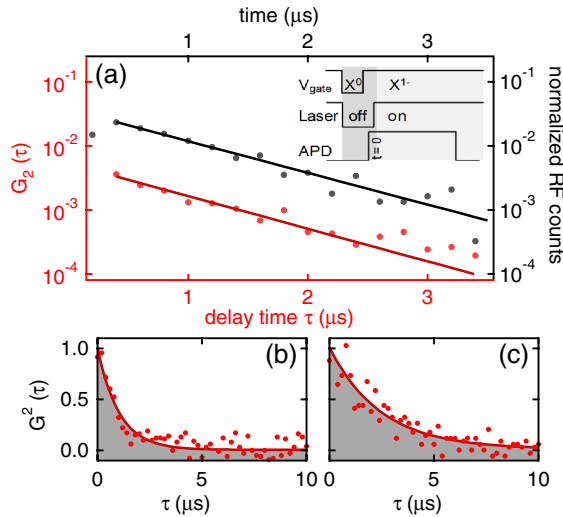 time (μs)
1 2 3
(a)
V_gate X⁰ X¹⁻
Laser off on
APD t = 0
10⁻¹ 10⁻¹
10⁻² 10⁻²
10⁻³ 10⁻³
10⁻⁴ 10⁻⁴
G₂ (τ)
normalized RF counts
1 2 3
delay time τ (μs)
(b) (c)
1.0
0.5
0.0
G² (τ)
0 5 10 0 5 10
τ (μs) τ (μs)